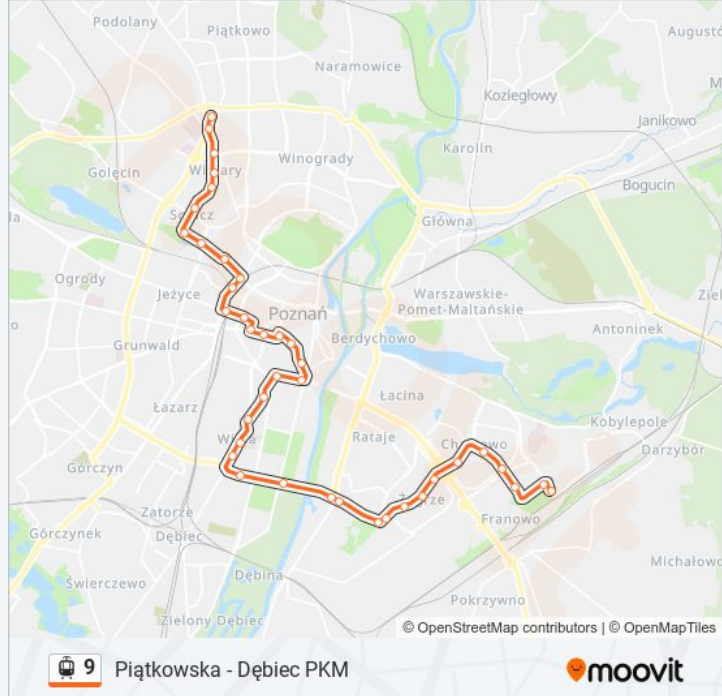 Podolany
Piątkowo
Augustó
Naramowice
Koziegłowy
Janikowo
Karolin
Golęcin
Winogrady
Bogucin
Główna
Ogrody
Jeżyce
Poznań
Warszawskie-
Pomet-Maltańskie
Ziel
Antoninek
Grunwald
Berdychowo
Łacina
Łazarz
Kobylepole
Rataje
Darzybór
Górczyn
Zatorze
Franowo
Górczynek
Dębiec
Michałowo
Dębina
Świerczewo
Pokrzywno
Zielony Dębiec
© OpenStreetMap contributors | © OpenMapTiles
9 Piątkowska - Dębiec PKM
moovit